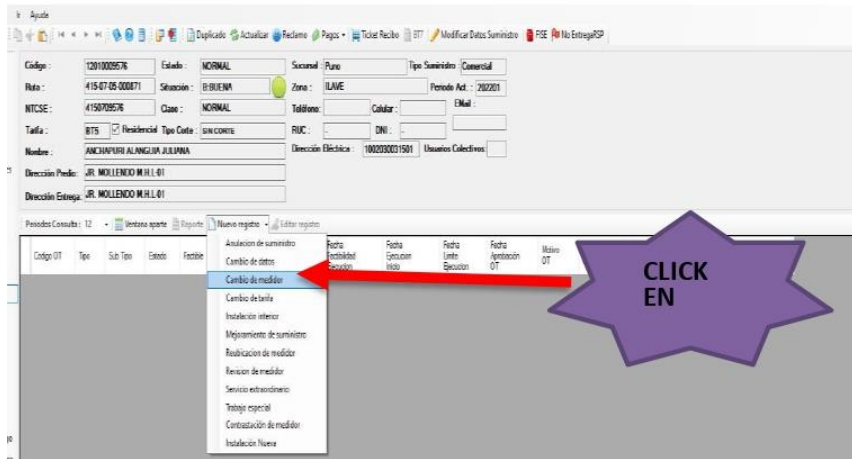 Ir Ayuda
Duplicado Actualizar Reclamo Pagos Ticket Recibo BT7 Modificar Datos Suministro FISE No EntregaRSP
Código : 12010009576 Estado : NORMAL Sucursal : Puno Tipo Suministro : Comercial
Ruta : 415-07-05-000871 Situación : B:BUENA Zona : ILAVE Periodo Act. : 202201
NTCSE : 4150709576 Clase : NORMAL Teléfono: Celular : EMail :
Tarifa : BT5 Residencial Tipo Corte : SIN CORTE RUC : . DNI : .
Nombre : ANCHAPURI ALANGUIA JULIANA Dirección Eléctrica : 1002030031501 Usuarios Colectivos:
Dirección Predio: JR. MOLLENDO M.H.L-01
Dirección Entrega: JR. MOLLENDO M.H.L-01
Periodos Consulta : 12 Ventana aparte Reporte Nuevo registro Editar registro
Codigo OT Tipo Sub Tipo Estado Factible Fecha Factibilidad Ejecucion Fecha Ejecucion Inicio Fecha Limite Ejecucion Fecha Aprobación OT Motivo OT
Anulacion de suministro
Cambio de datos
Cambio de medidor
Cambio de tarifa
Instalación interior
Mejoramiento de suministro
Reubicacion de medidor
Revision de medidor
Servicio extraordinario
Trabajo especial
Contrastación de medidor
Instalación Nueva
CLICK
EN